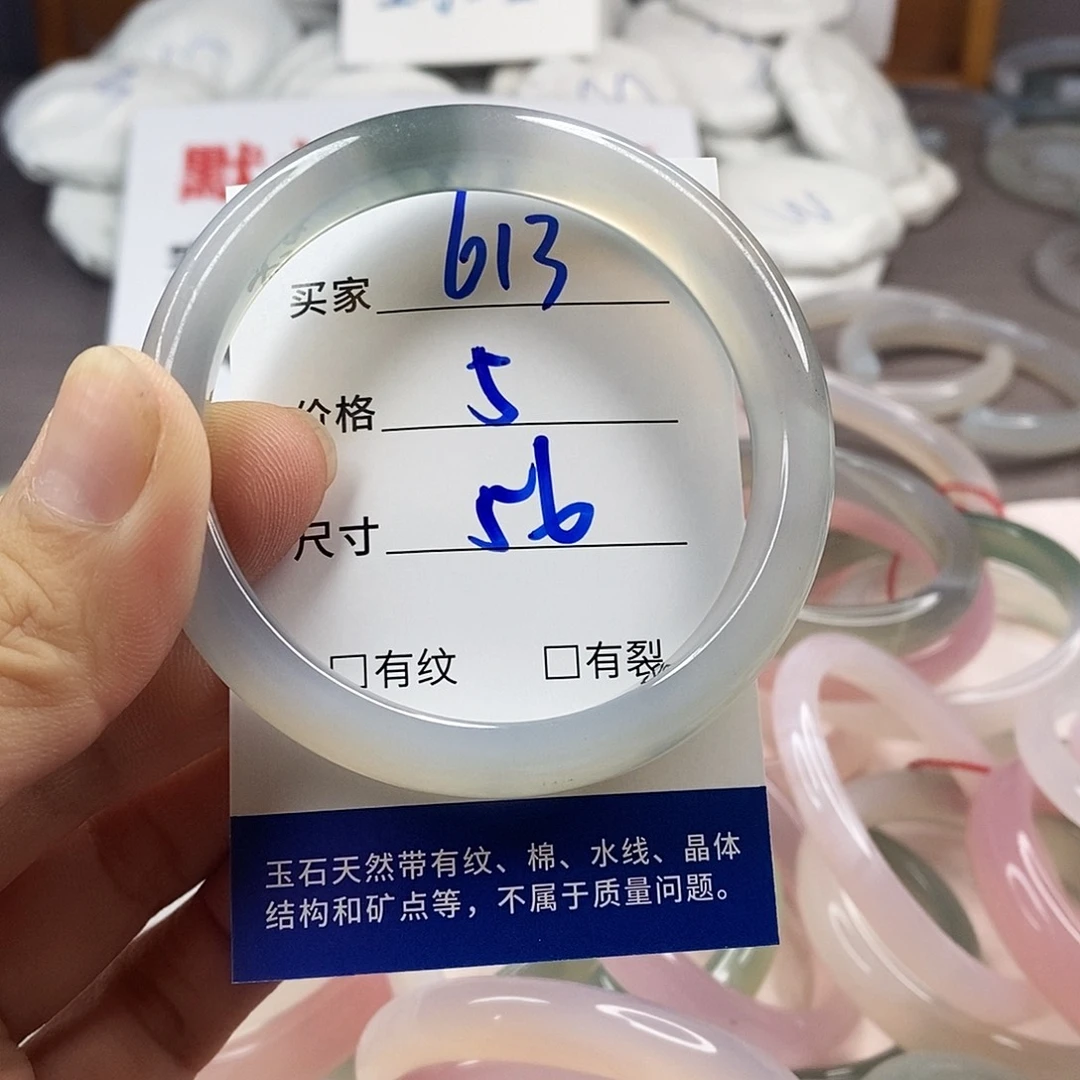 默
买家 613
价格 5
尺寸 56
□有纹 □有裂
玉石天然带有纹、棉、水线、晶体
结构和矿点等，不属于质量问题。